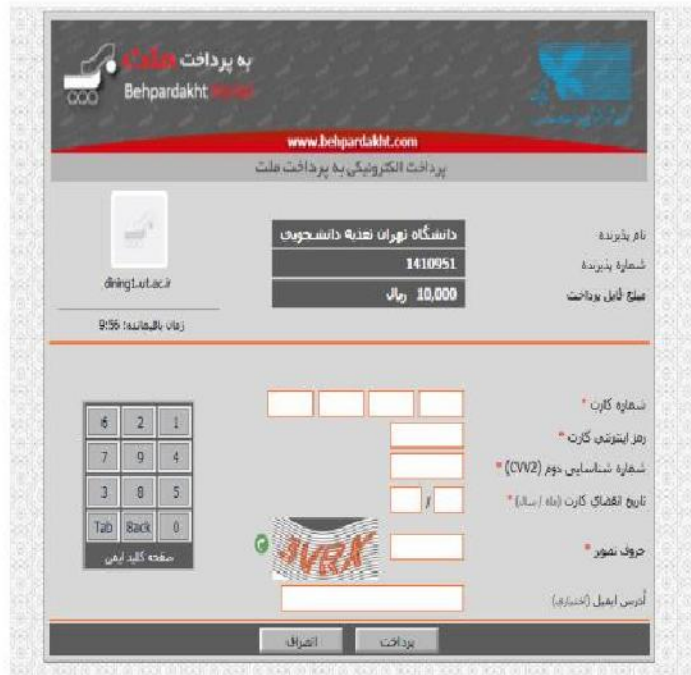 به پرداخت ملت
Behpardakht
www.behpardakht.com
پرداخت الکترونیکی به پرداخت ملت
نام پذیرنده
دانشگاه تهران تغذیه دانشجویی
شماره پذیرنده
1410951
مبلغ قابل پرداخت
10,000 ریال
dining1.ut.ac.ir
زمان باقیمانده: 9:56
شماره کارت *
رمز اینترنتی کارت *
شماره شناسایی دوم (CVV2) *
تاریخ انقضای کارت (ماه / سال) *
/
حروف تصویر *
آدرس ایمیل (اختیاری)
6 2 1
7 9 4
3 8 5
Tab Back 0
صفحه کلید ایمن
پرداخت
انصراف